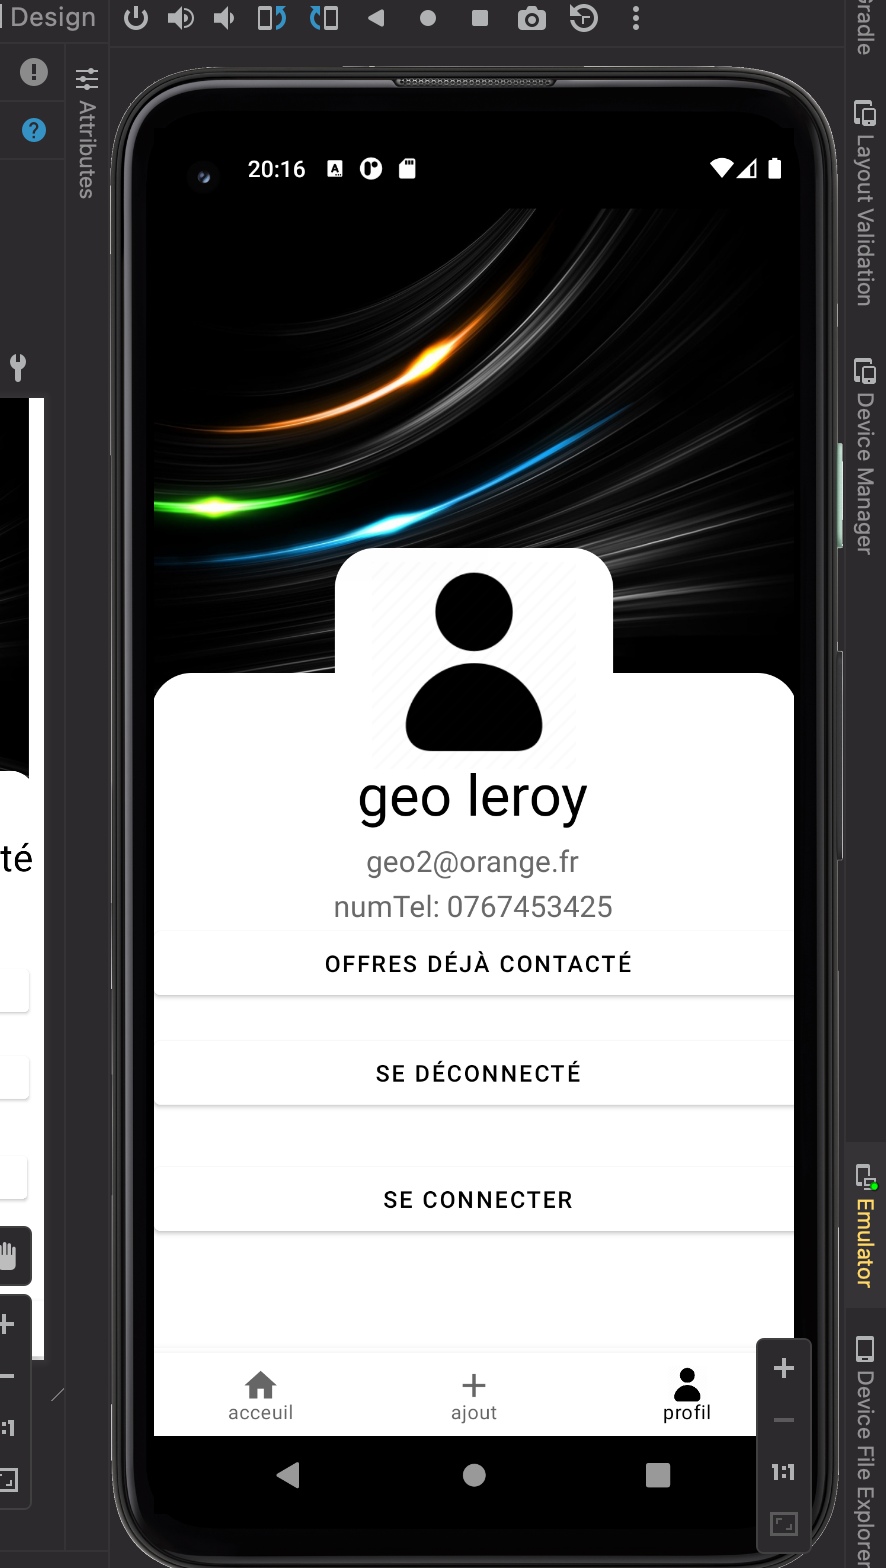 Design
Attributes
20:16
té
geo leroy
geo2@orange.fr
numTel: 0767453425
OFFRES DÉJÀ CONTACTÉ
SE DÉCONNECTÉ
SE CONNECTER
acceuil
ajout
profil
1:1
:1
Gradle
Layout Validation
Device Manager
Emulator
Device File Explorer